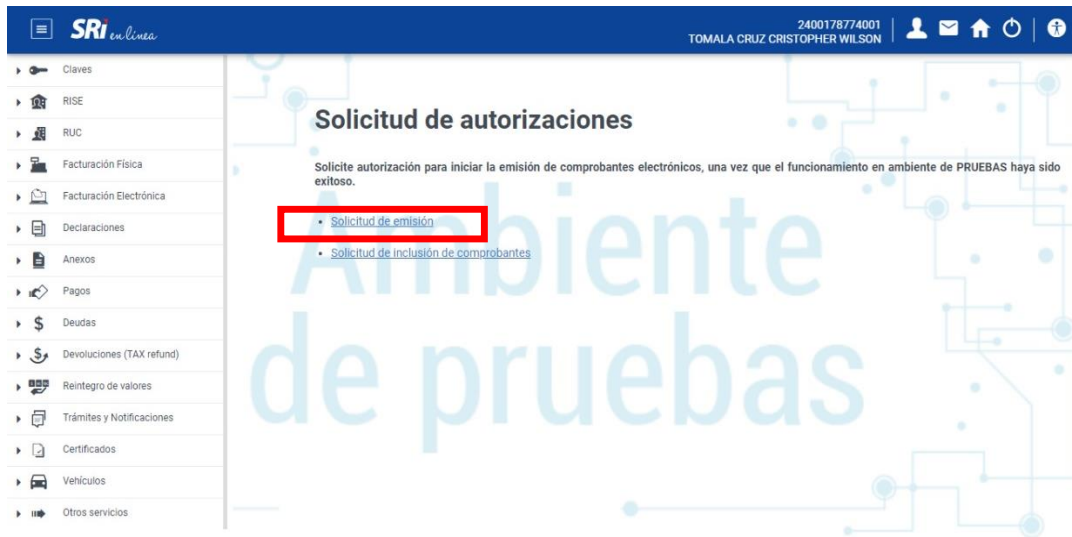 SRi en línea
2400178774001
TOMALA CRUZ CRISTOPHER WILSON
Claves
RISE
RUC
Facturación Física
Facturación Electrónica
Declaraciones
Anexos
Pagos
Deudas
Devoluciones (TAX refund)
Reintegro de valores
Trámites y Notificaciones
Certificados
Vehículos
Otros servicios
Solicitud de autorizaciones
Solicite autorización para iniciar la emisión de comprobantes electrónicos, una vez que el funcionamiento en ambiente de PRUEBAS haya sido
exitoso.
Solicitud de emisión
Solicitud de inclusión de comprobantes
Ambiente
de pruebas